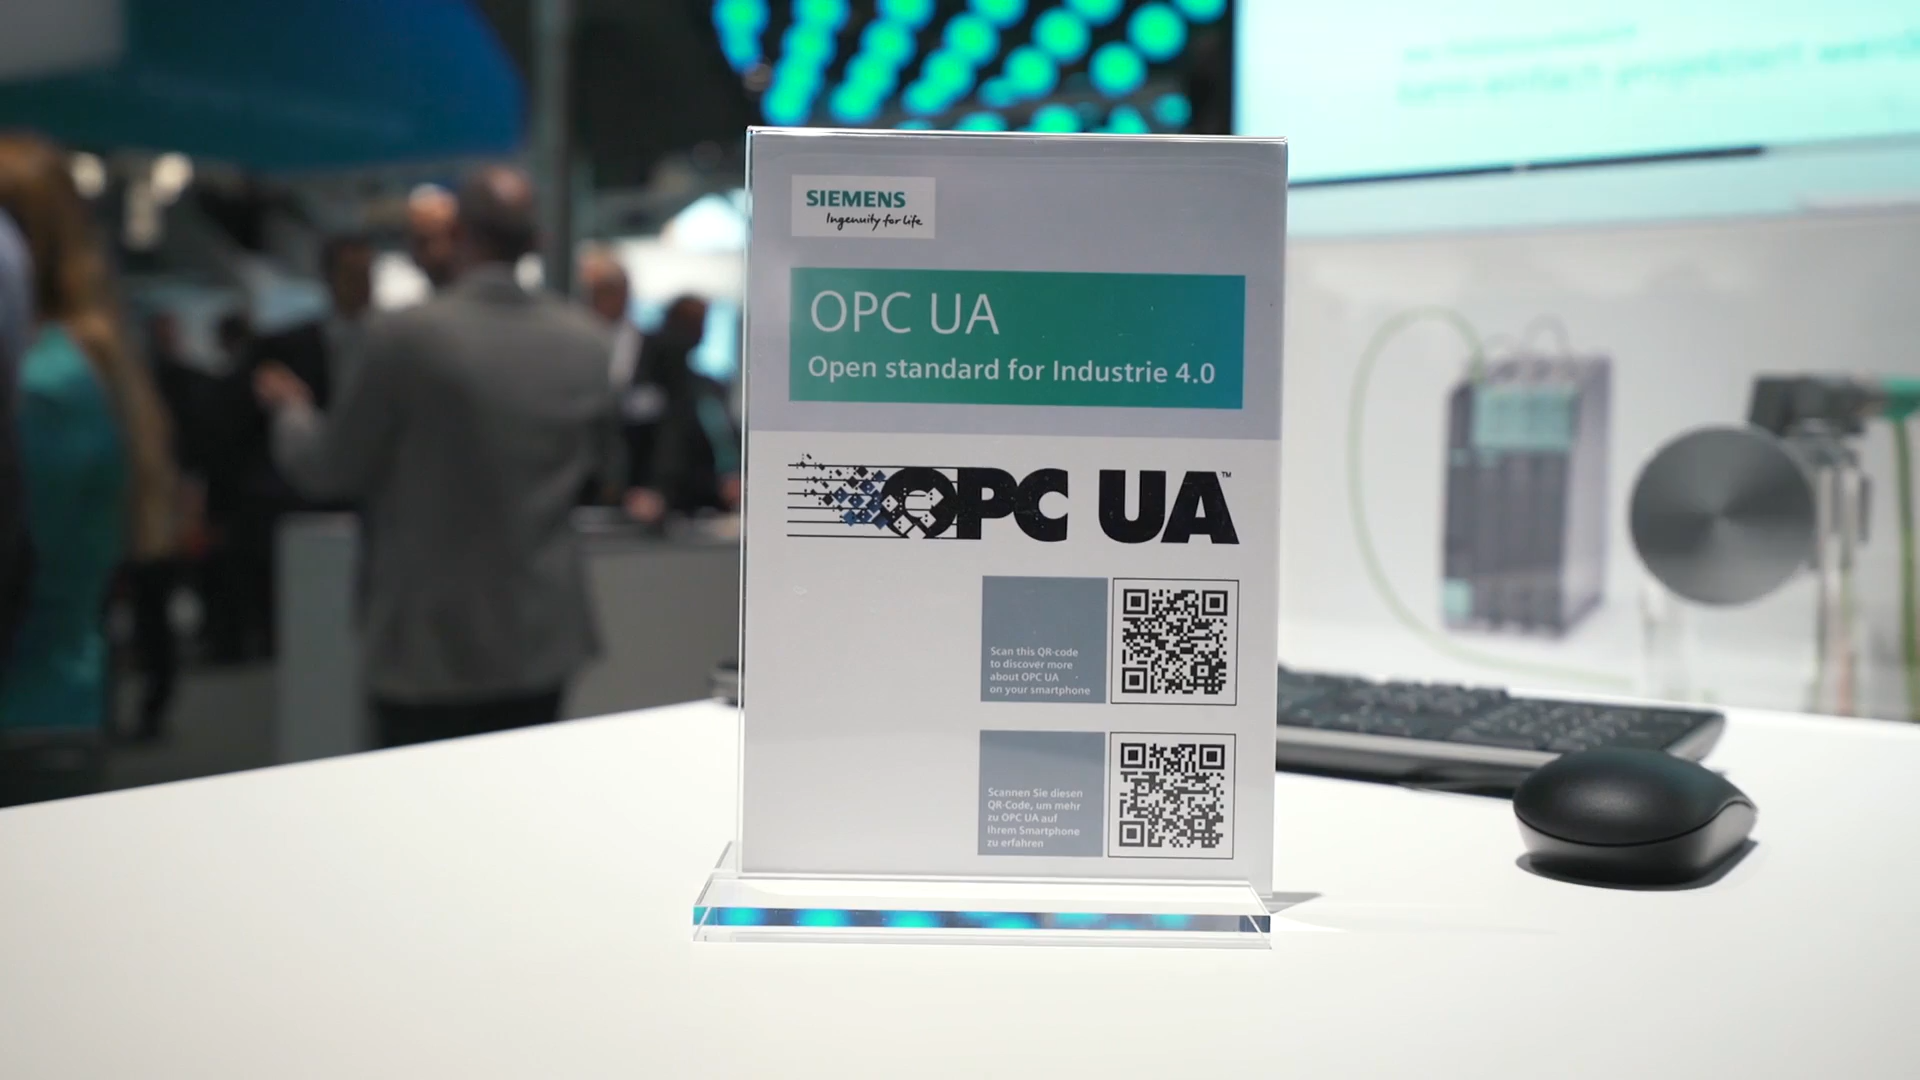 SIEMENS
Ingenuity for life
OPC UA
Open standard for Industrie 4.0
OPC UA™
Scan this QR-code
to discover more
about OPC UA
on your smartphone
Scannen Sie diesen
QR-Code, um mehr
zu OPC UA auf
Ihrem Smartphone
zu erfahren